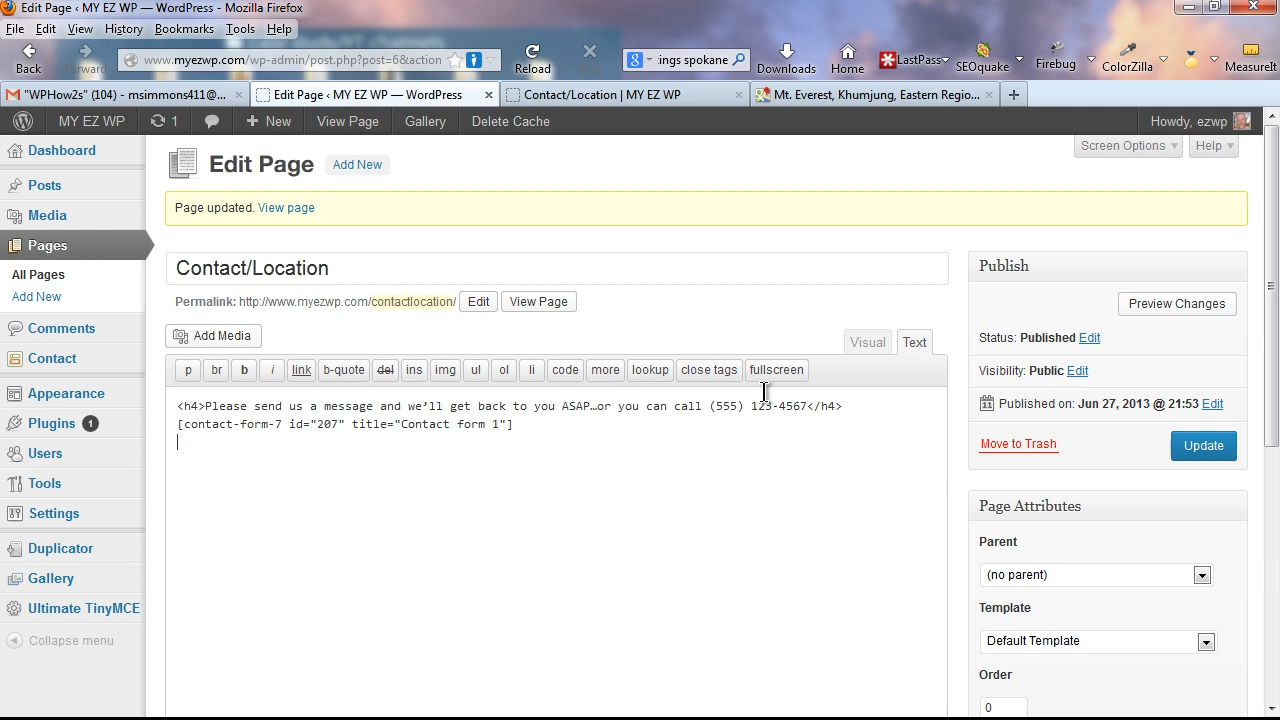 Edit Page ‹ MY EZ WP — WordPress - Mozilla Firefox
File Edit View History Bookmarks Tools Help
Back Forward www.myezwp.com/wp-admin/post.php?post=6&action ings spokane Reload Downloads Home LastPass SEOquake Firebug ColorZilla MeasureIt
"WPHow2s" (104) - msimmons411@... Edit Page ‹ MY EZ WP — WordPress Contact/Location | MY EZ WP Mt. Everest, Khumjung, Eastern Regio...
MY EZ WP 1 New View Page Gallery Delete Cache Howdy, ezwp
Screen Options Help
Dashboard
Posts
Media
Pages
All Pages
Add New
Comments
Contact
Appearance
Plugins 1
Users
Tools
Settings
Duplicator
Gallery
Ultimate TinyMCE
Collapse menu
Edit Page Add New
Page updated. View page
Contact/Location
Permalink: http://www.myezwp.com/contactlocation/ Edit View Page
Add Media
Visual Text
p br b i link b-quote del ins img ul ol li code more lookup close tags fullscreen
<h4>Please send us a message and we’ll get back to you ASAP…or you can call (555) 123-4567</h4>
[contact-form-7 id="207" title="Contact form 1"]
Publish
Preview Changes
Status: Published Edit
Visibility: Public Edit
Published on: Jun 27, 2013 @ 21:53 Edit
Move to Trash Update
Page Attributes
Parent
(no parent)
Template
Default Template
Order
0